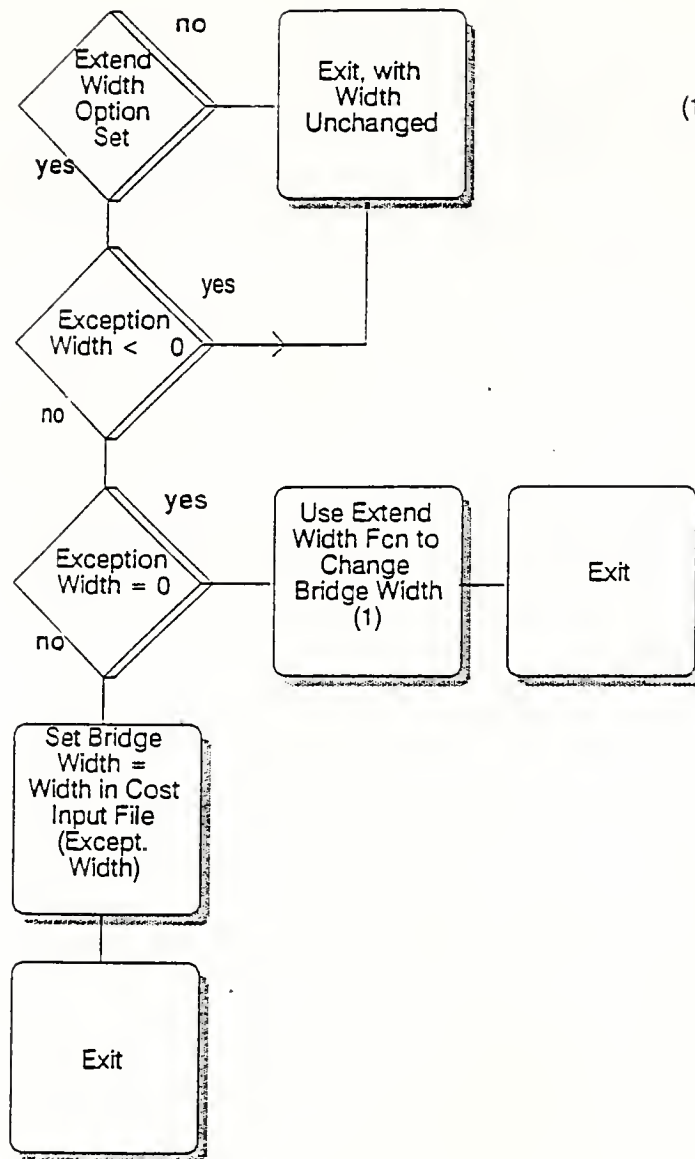 no
Extend
Width
Option
Set
yes
Exit, with
Width
Unchanged
(1
yes
Exception
Width < 0
no
yes
Exception
Width = 0
no
Use Extend
Width Fcn to
Change
Bridge Width
(1)
Exit
Set Bridge
Width =
Width in Cost
Input File
(Except.
Width)
Exit